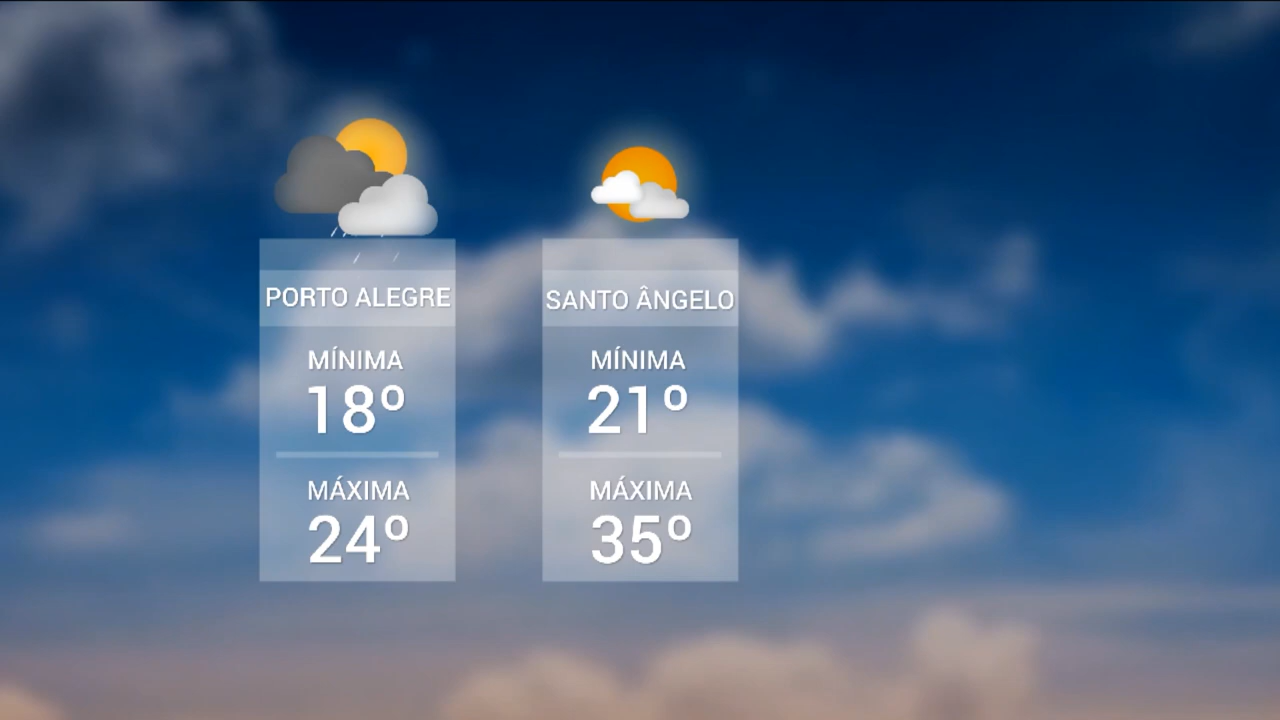 PORTO ALEGRE
MÍNIMA
18º
MÁXIMA
24º
SANTO ÂNGELO
MÍNIMA
21º
MÁXIMA
35º